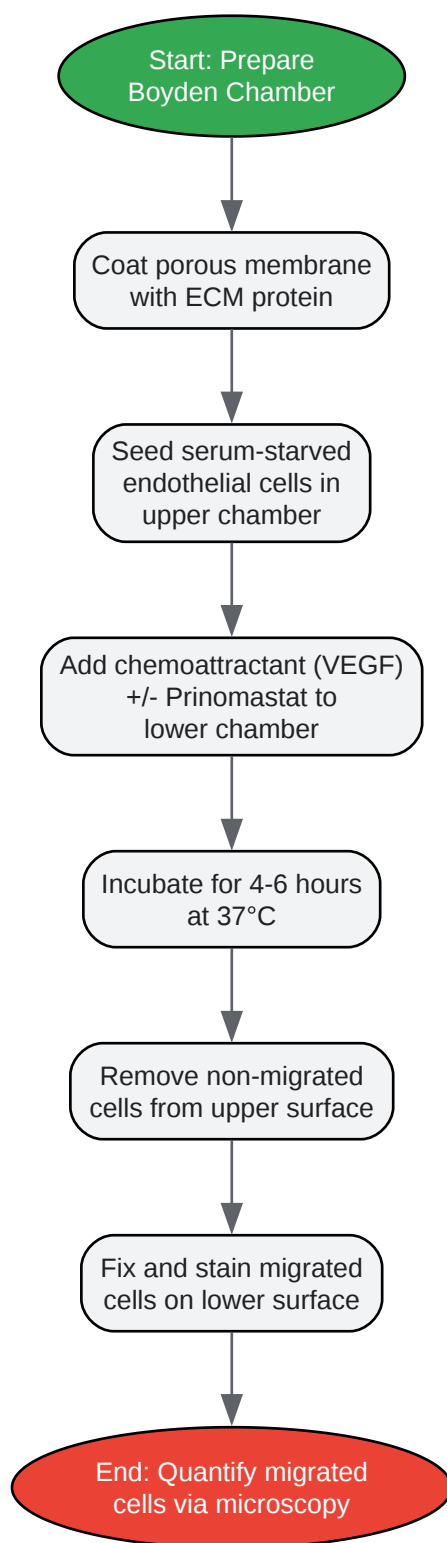 Start: Prepare
Boyden Chamber
Coat porous membrane
with ECM protein
Seed serum-starved
endothelial cells in
upper chamber
Add chemoattractant (VEGF)
+/- Prinomastat to
lower chamber
Incubate for 4-6 hours
at 37°C
Remove non-migrated
cells from upper surface
Fix and stain migrated
cells on lower surface
End: Quantify migrated
cells via microscopy